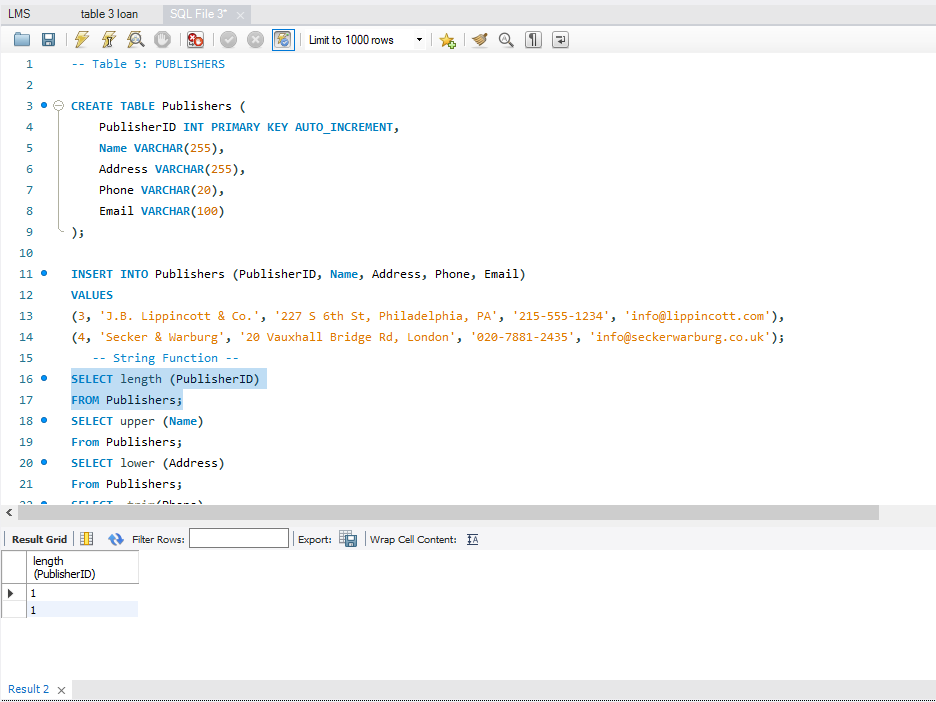 LMS table 3 loan SQL File 3*
Limit to 1000 rows
1 -- Table 5: PUBLISHERS
2
3 CREATE TABLE Publishers (
4 PublisherID INT PRIMARY KEY AUTO_INCREMENT,
5 Name VARCHAR(255),
6 Address VARCHAR(255),
7 Phone VARCHAR(20),
8 Email VARCHAR(100)
9 );
10
11 INSERT INTO Publishers (PublisherID, Name, Address, Phone, Email)
12 VALUES
13 (3, 'J.B. Lippincott & Co.', '227 S 6th St, Philadelphia, PA', '215-555-1234', 'info@lippincott.com'),
14 (4, 'Secker & Warburg', '20 Vauxhall Bridge Rd, London', '020-7881-2435', 'info@seckerwarburg.co.uk');
15 -- String Function --
16 SELECT length (PublisherID)
17 FROM Publishers;
18 SELECT upper (Name)
19 From Publishers;
20 SELECT lower (Address)
21 From Publishers;
22 SELECT trim(Phone)
Result Grid Filter Rows: Export: Wrap Cell Content:
length
(PublisherID)
1
1
Result 2